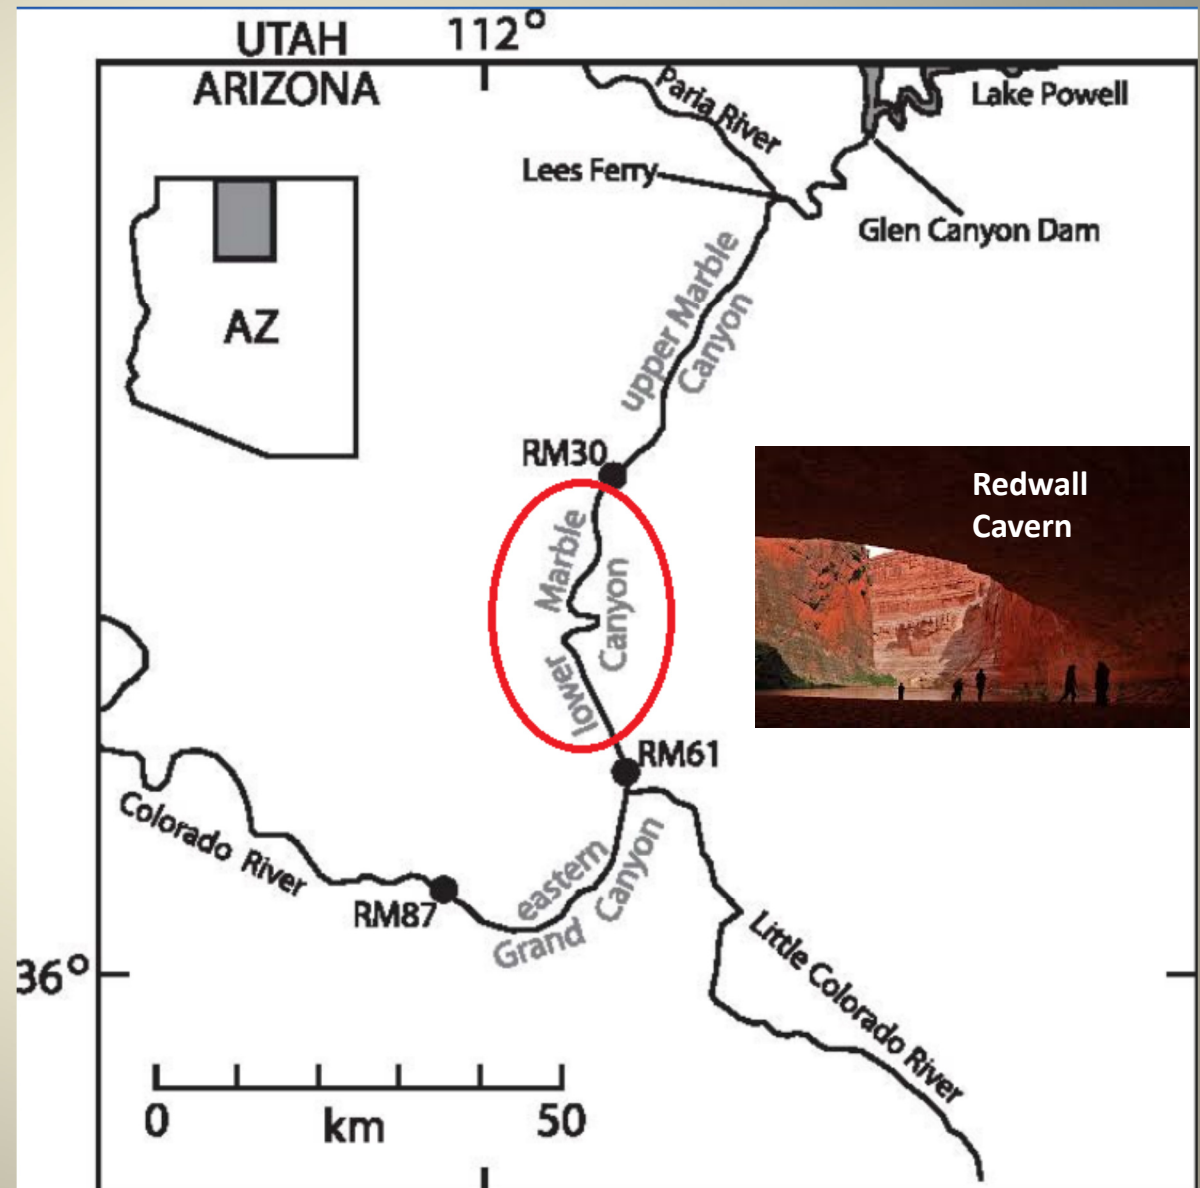 UTAH
ARIZONA
112°
Paria River
Lake Powell
Lees Ferry
Glen Canyon Dam
AZ
upper Marble
Canyon
RM30
Redwall
Cavern
lower Marble
Canyon
RM61
Colorado River
RM87
eastern
Grand Canyon
Little Colorado River
36°
0 km 50